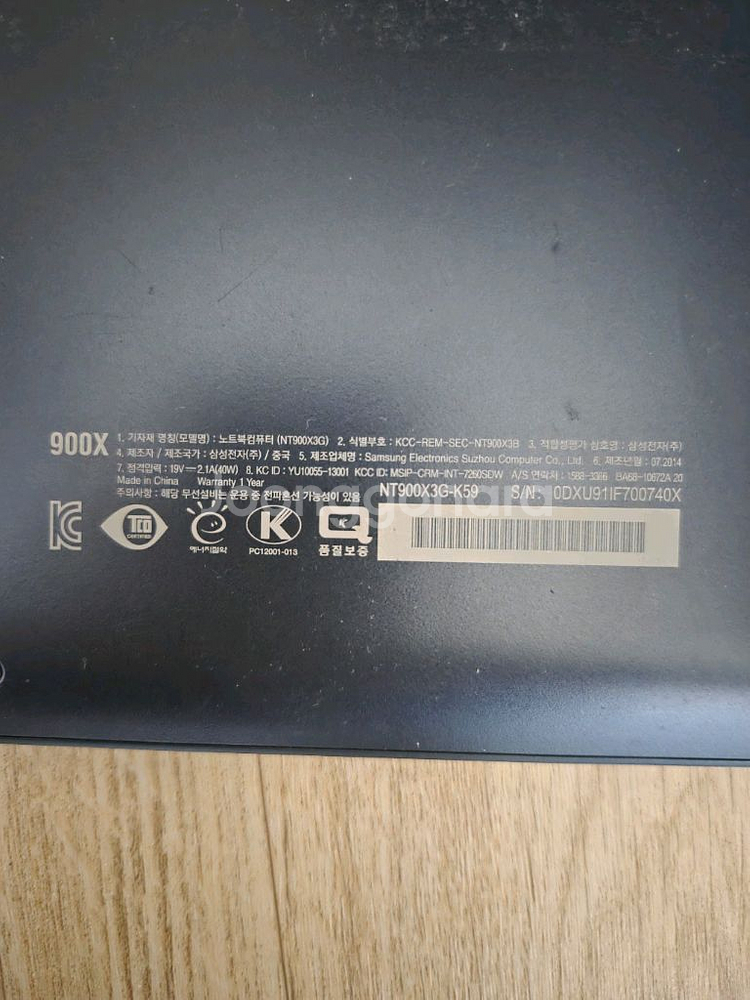 900X
1. 기자재 명칭(모델명) : 노트북컴퓨터 (NT900X3G) 2. 식별부호 : KCC-REM-SEC-NT900X3B 3. 적합성평가 상호명 : 삼성전자(주)
4. 제조자 / 제조국가 : 삼성전자(주) / 중국 5. 제조업체명 : Samsung Electronics Suzhou Computer Co., Ltd. 6. 제조년월 : 07.2014
7. 정격입력 : 19V⎓2.1A(40W) 8. KC ID : YU10055-13001 KCC ID : MSIP-CRM-INT-7260SDW A/S 연락처 : 1588-3366 BA68-10672A 20
Made in China Warranty 1 Year
주의사항 : 해당 무선설비는 운용 중 전파혼선 가능성이 있음
NT900X3G-K59 S/N: 0DXU91IF700740X
joonggonara
TCO
CERTIFIED
에너지절약
K
PC12001-013
Q
품질보증